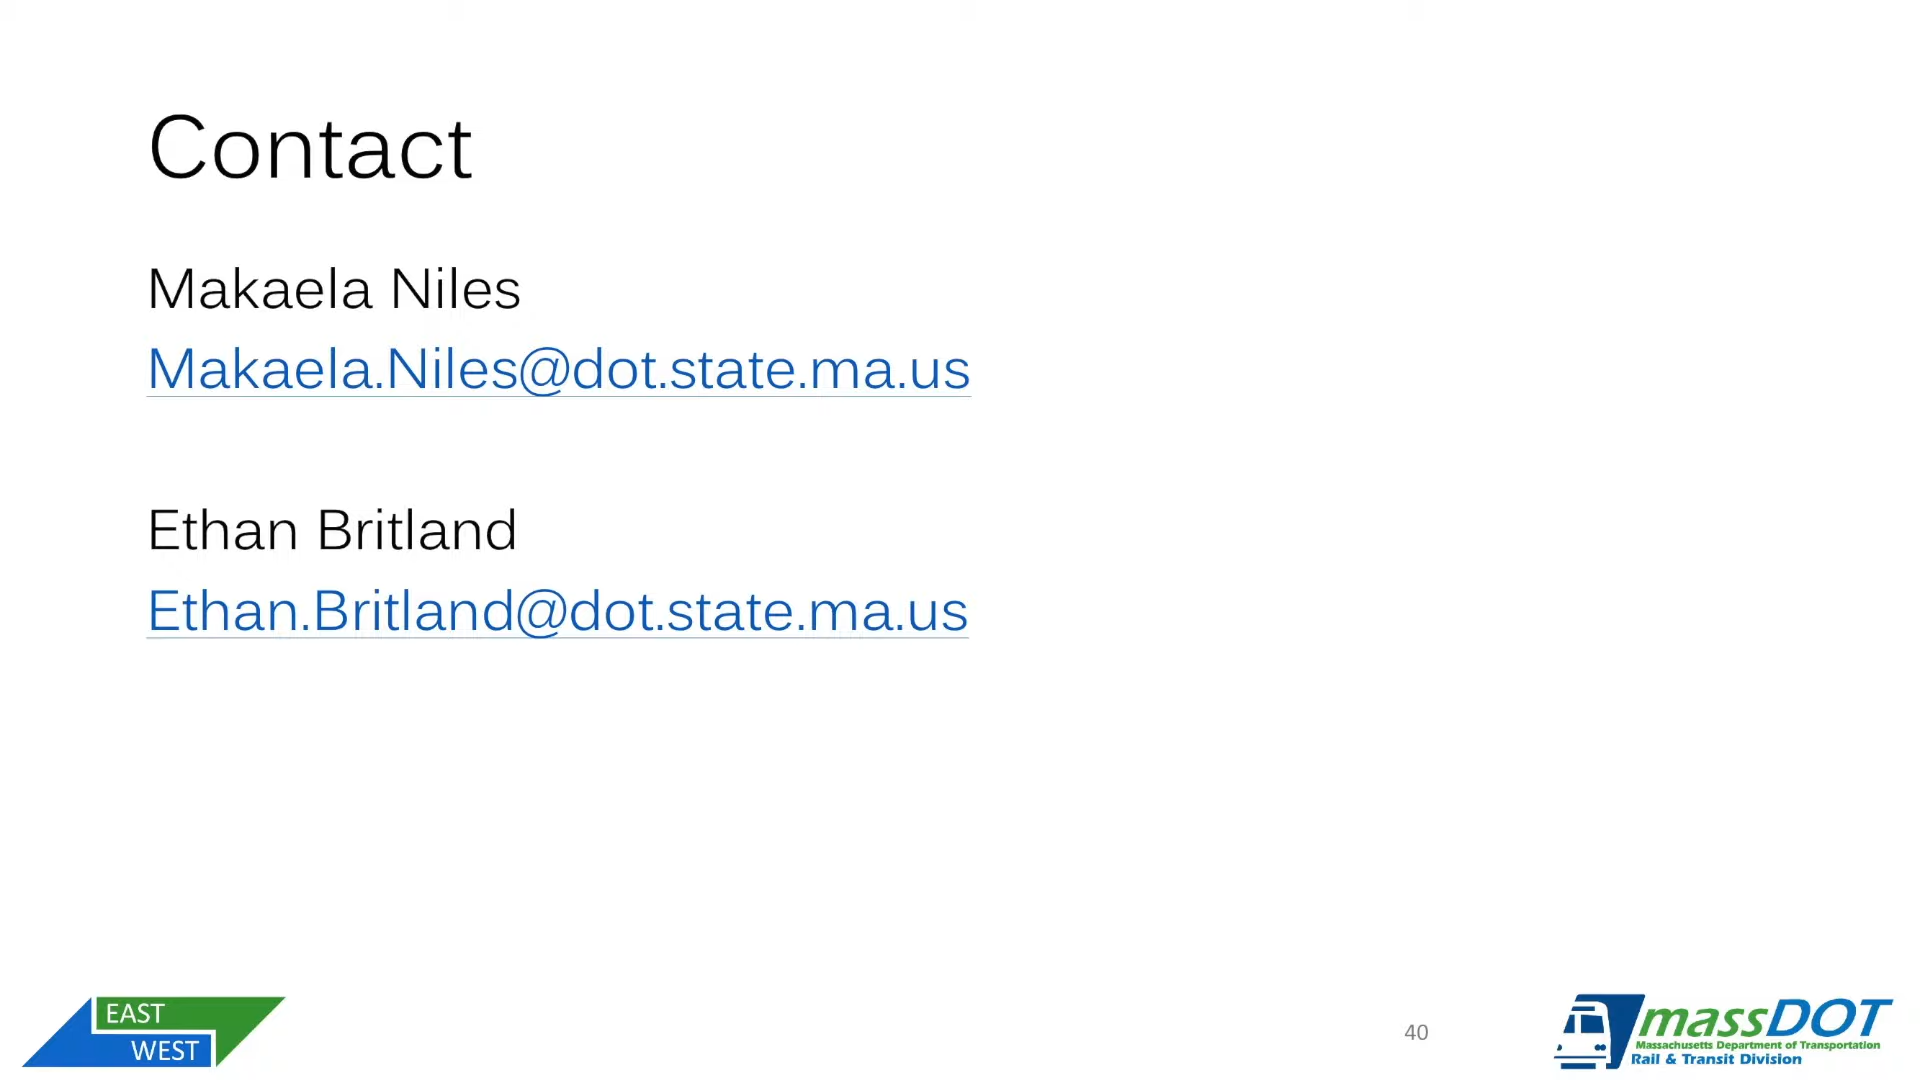 Contact
Makaela Niles
Makaela.Niles@dot.state.ma.us
Ethan Britland
Ethan.Britland@dot.state.ma.us
EAST
WEST
40
massDOT
Massachusetts Department of Transportation
Rail & Transit Division